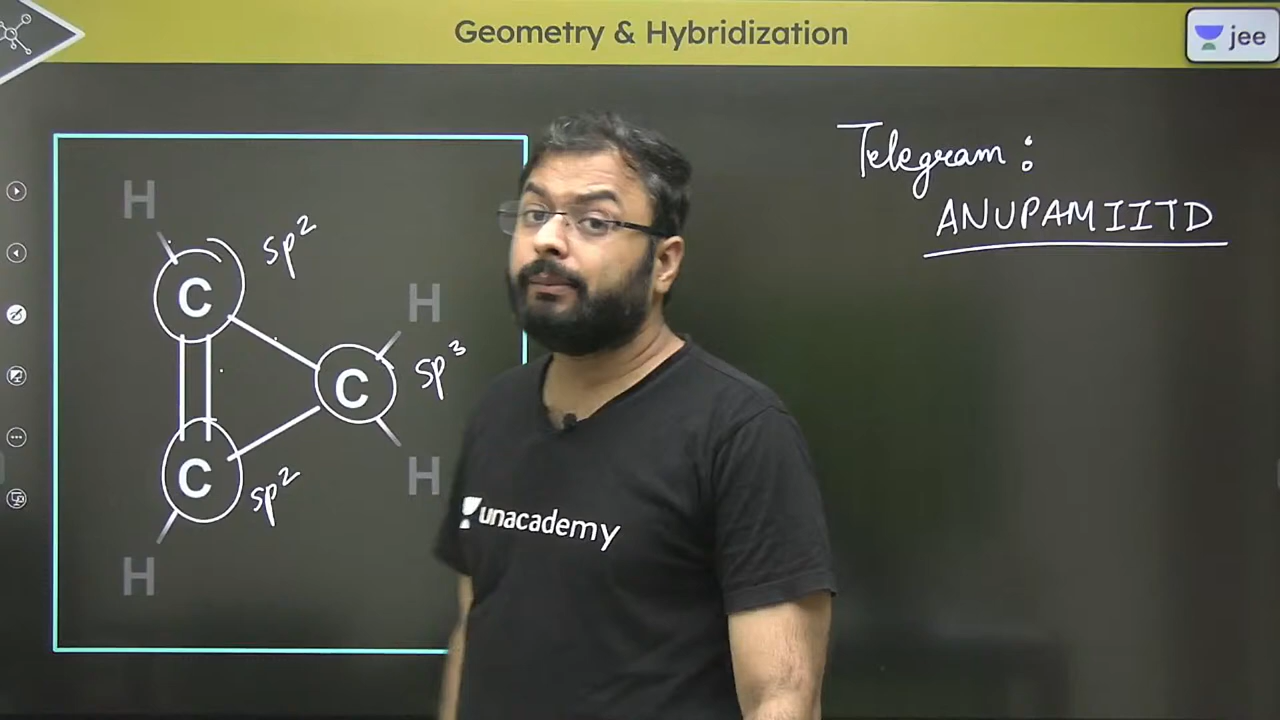 Geometry & Hybridization
jee
Telegram:
ANUPAMIITD
H
sp²
C
H
sp³
C
C
sp²
H
H
unacademy